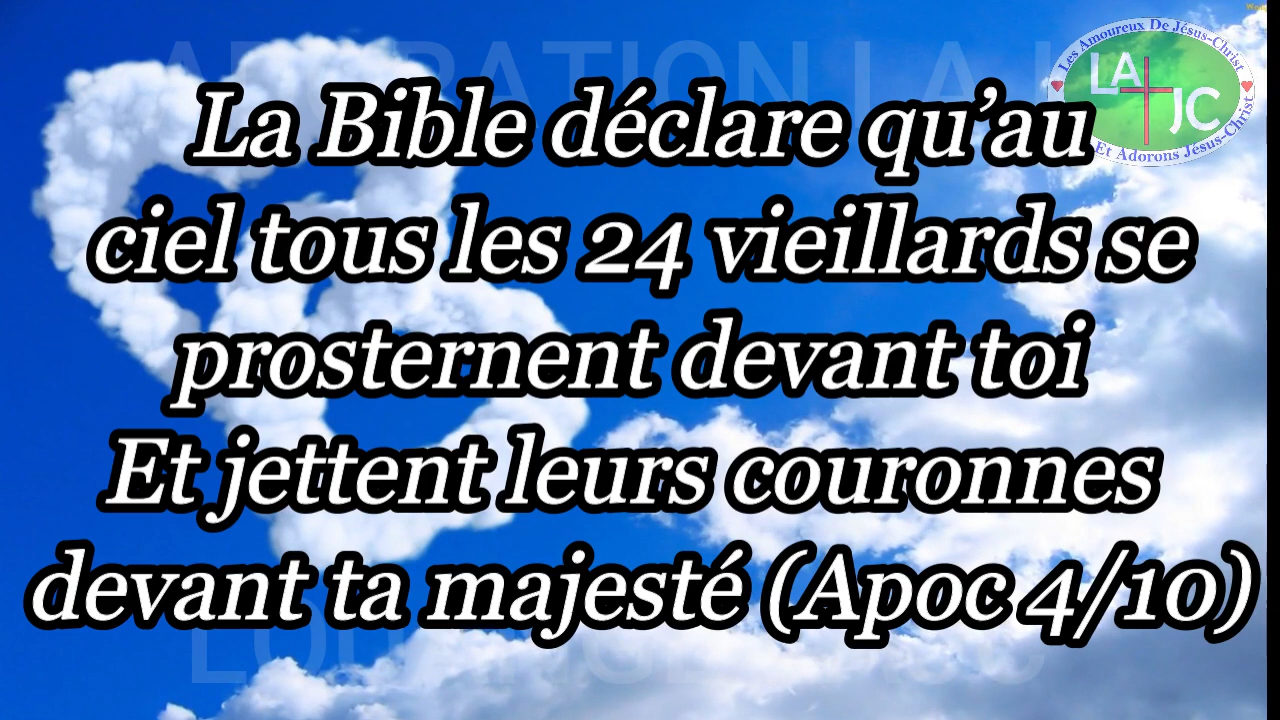 Les Amoureux De Jésus-Christ
LA
JC
Et Adorons Jésus-Christ
La Bible déclare qu’au
ciel tous les 24 vieillards se
prosternent devant toi
Et jettent leurs couronnes
devant ta majesté (Apoc 4/10)